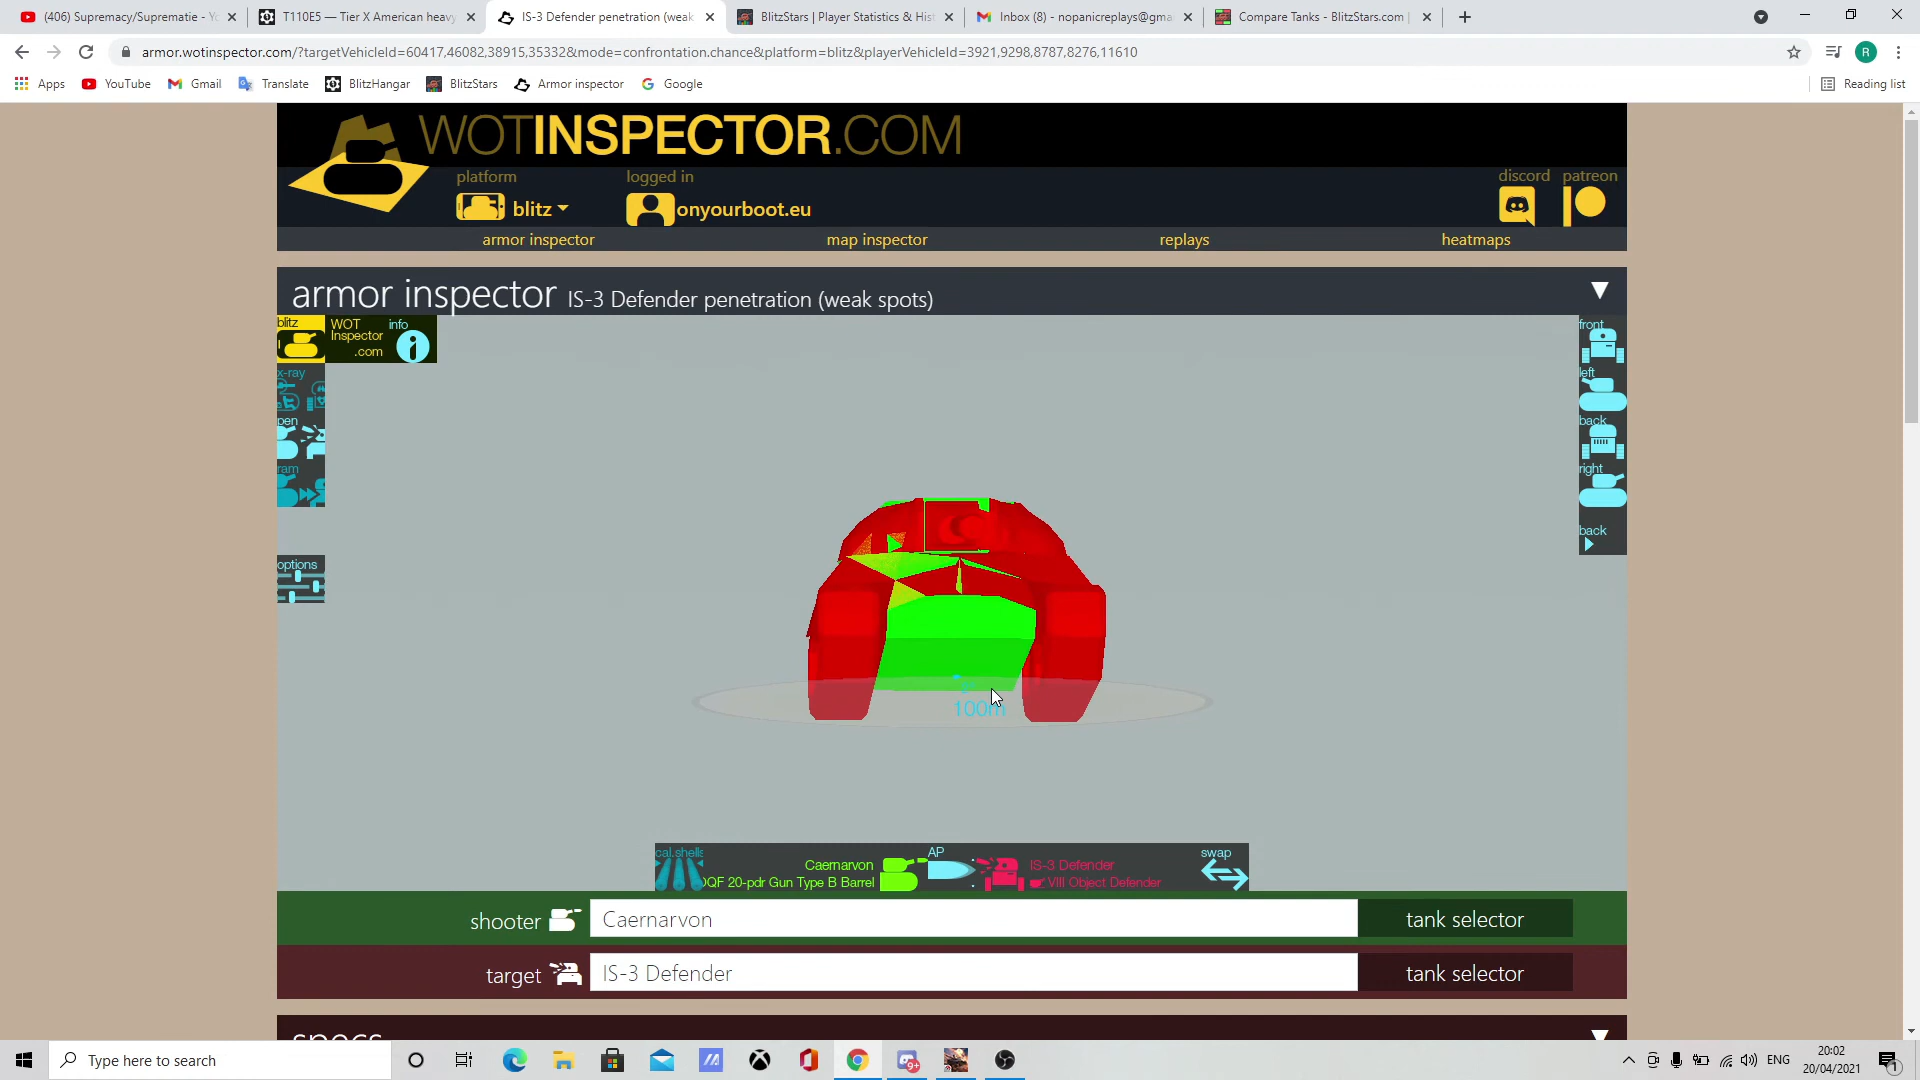 (406) Supremacy/Suprematie - Yo
T110E5 — Tier X American heavy
IS-3 Defender penetration (weak
BlitzStars | Player Statistics & His
Inbox (8) - nopanicreplays@gma
Compare Tanks - BlitzStars.com |
armor.wotinspector.com/?targetVehicleId=60417,46082,38915,35332&mode=confrontation.chance&platform=blitz&playerVehicleId=3921,9298,8787,8276,11610
R
Apps
YouTube
Gmail
Translate
BlitzHangar
BlitzStars
Armor inspector
Google
Reading list
WOTINSPECTOR.COM
platform
logged in
discord
patreon
blitz
onyourboot.eu
armor inspector
map inspector
replays
heatmaps
armor inspector IS-3 Defender penetration (weak spots)
blitz
WOT
Inspector
.com
info
x-ray
pen
ram
options
front
left
back
right
back
100m
cal.shells
Caernarvon
OQF 20-pdr Gun Type B Barrel
AP
IS-3 Defender
VIII Object Defender
swap
shooter
Caernarvon
tank selector
target
IS-3 Defender
tank selector
specs
Type here to search
9+
ENG
20:02
20/04/2021
1